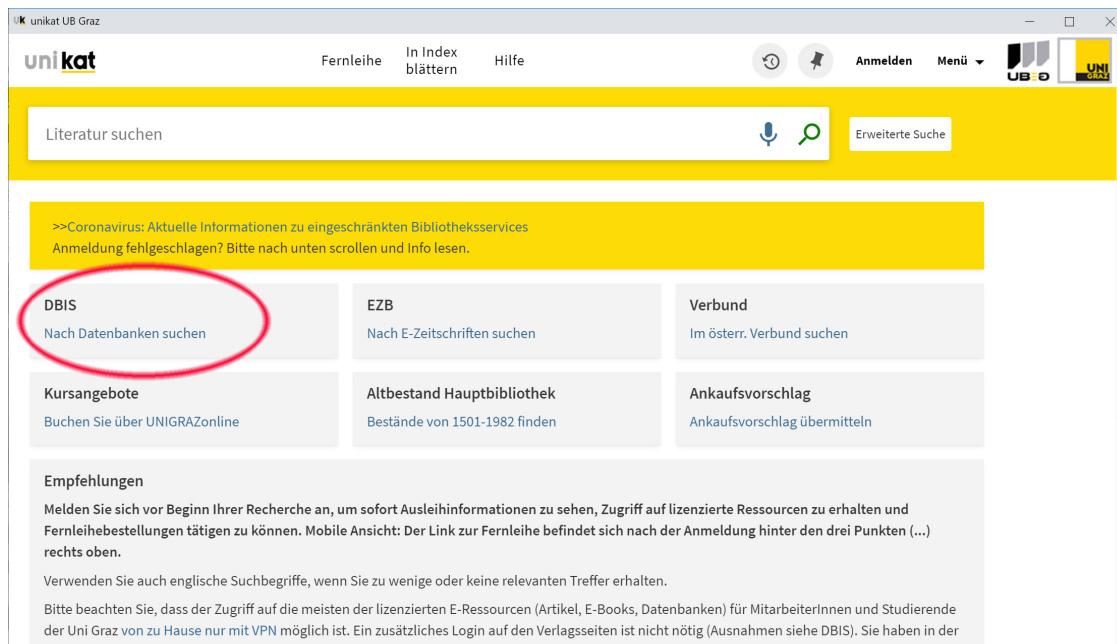 unikat UB Graz
uni kat
Fernleihe
In Index
blättern
Hilfe
Anmelden
Menü
UBEG
UNI
GRAZ
Literatur suchen
Erweiterte Suche
>>Coronavirus: Aktuelle Informationen zu eingeschränkten Bibliotheksservices
Anmeldung fehlgeschlagen? Bitte nach unten scrollen und Info lesen.
DBIS
Nach Datenbanken suchen
EZB
Nach E-Zeitschriften suchen
Verbund
Im österr. Verbund suchen
Kursangebote
Buchen Sie über UNIGRAZonline
Altbestand Hauptbibliothek
Bestände von 1501-1982 finden
Ankaufsvorschlag
Ankaufsvorschlag übermitteln
Empfehlungen
Melden Sie sich vor Beginn Ihrer Recherche an, um sofort Ausleihinformationen zu sehen, Zugriff auf lizenzierte Ressourcen zu erhalten und
Fernleihebestellungen tätigen zu können. Mobile Ansicht: Der Link zur Fernleihe befindet sich nach der Anmeldung hinter den drei Punkten (...)
rechts oben.
Verwenden Sie auch englische Suchbegriffe, wenn Sie zu wenige oder keine relevanten Treffer erhalten.
Bitte beachten Sie, dass der Zugriff auf die meisten der lizenzierten E-Ressourcen (Artikel, E-Books, Datenbanken) für MitarbeiterInnen und Studierende
der Uni Graz von zu Hause nur mit VPN möglich ist. Ein zusätzliches Login auf den Verlagsseiten ist nicht nötig (Ausnahmen siehe DBIS). Sie haben in der